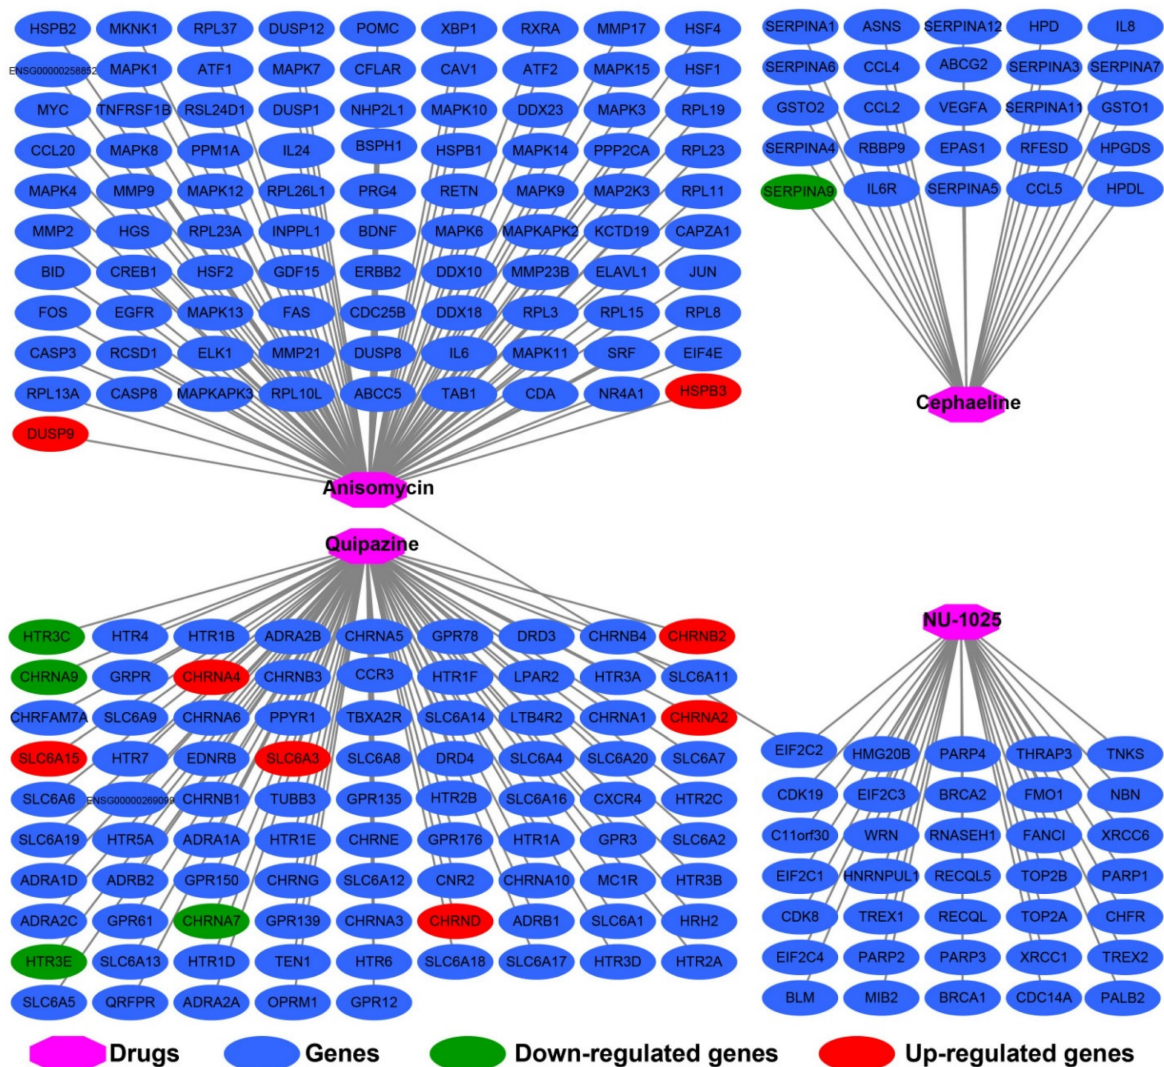 HSPB2 MKNK1 RPL37 DUSP12 POMC XBP1 RXRA MMP17 HSF4
ENSG00000258852 MAPK1 ATF1 MAPK7 CFLAR CAV1 ATF2 MAPK15 HSF1
MYC TNFRSF1B RSL24D1 DUSP1 NHP2L1 MAPK10 DDX23 MAPK3 RPL19
CCL20 MAPK8 PPM1A IL24 BSPH1 HSPB1 MAPK14 PPP2CA RPL23
MAPK4 MMP9 MAPK12 RPL26L1 PRG4 RETN MAPK9 MAP2K3 RPL11
MMP2 HGS RPL23A INPPL1 BDNF MAPK6 MAPKAPK2 KCTD19 CAPZA1
BID CREB1 HSF2 GDF15 ERBB2 DDX10 MMP23B ELAVL1 JUN
FOS EGFR MAPK13 FAS CDC25B DDX18 RPL3 RPL15 RPL8
CASP3 RCSD1 ELK1 MMP21 DUSP8 IL6 MAPK11 SRF EIF4E
RPL13A CASP8 MAPKAPK3 RPL10L ABCC5 TAB1 CDA NR4A1 HSPB3
DUSP9
Anisomycin
SERPINA1 ASNS SERPINA12 HPD IL8
SERPINA6 CCL4 ABCG2 SERPINA3 SERPINA7
GSTO2 CCL2 VEGFA SERPINA11 GSTO1
SERPINA4 RBBP9 EPAS1 RFESD HPGDS
SERPINA9 IL6R SERPINA5 CCL5 HPDL
Cephaeline
Quipazine
HTR3C HTR4 HTR1B ADRA2B CHRNA5 GPR78 DRD3 CHRNB4 CHRNB2
CHRNA9 GRPR CHRNA4 CHRNB3 CCR3 HTR1F LPAR2 HTR3A SLC6A11
CHRFAM7A SLC6A9 CHRNA6 PPYR1 TBXA2R SLC6A14 LTB4R2 CHRNA1 CHRNA2
SLC6A15 HTR7 EDNRB SLC6A3 SLC6A8 DRD4 SLC6A4 SLC6A20 SLC6A7
SLC6A6 ENSG00000269099 CHRNB1 TUBB3 GPR135 HTR2B SLC6A16 CXCR4 HTR2C
SLC6A19 HTR5A ADRA1A HTR1E CHRNE GPR176 HTR1A GPR3 SLC6A2
ADRA1D ADRB2 GPR150 CHRNG SLC6A12 CNR2 CHRNA10 MC1R HTR3B
ADRA2C GPR61 CHRNA7 GPR139 CHRNA3 CHRND ADRB1 SLC6A1 HRH2
HTR3E SLC6A13 HTR1D TEN1 HTR6 SLC6A18 SLC6A17 HTR3D HTR2A
SLC6A5 QRFPR ADRA2A OPRM1 GPR12
NU-1025
EIF2C2 HMG20B PARP4 THRAP3 TNKS
CDK19 EIF2C3 BRCA2 FMO1 NBN
C11orf30 WRN RNASEH1 FANCI XRCC6
EIF2C1 HNRNPUL1 RECQL5 TOP2B PARP1
CDK8 TREX1 RECQL TOP2A CHFR
EIF2C4 PARP2 PARP3 XRCC1 TREX2
BLM MIB2 BRCA1 CDC14A PALB2
Drugs Genes Down-regulated genes Up-regulated genes